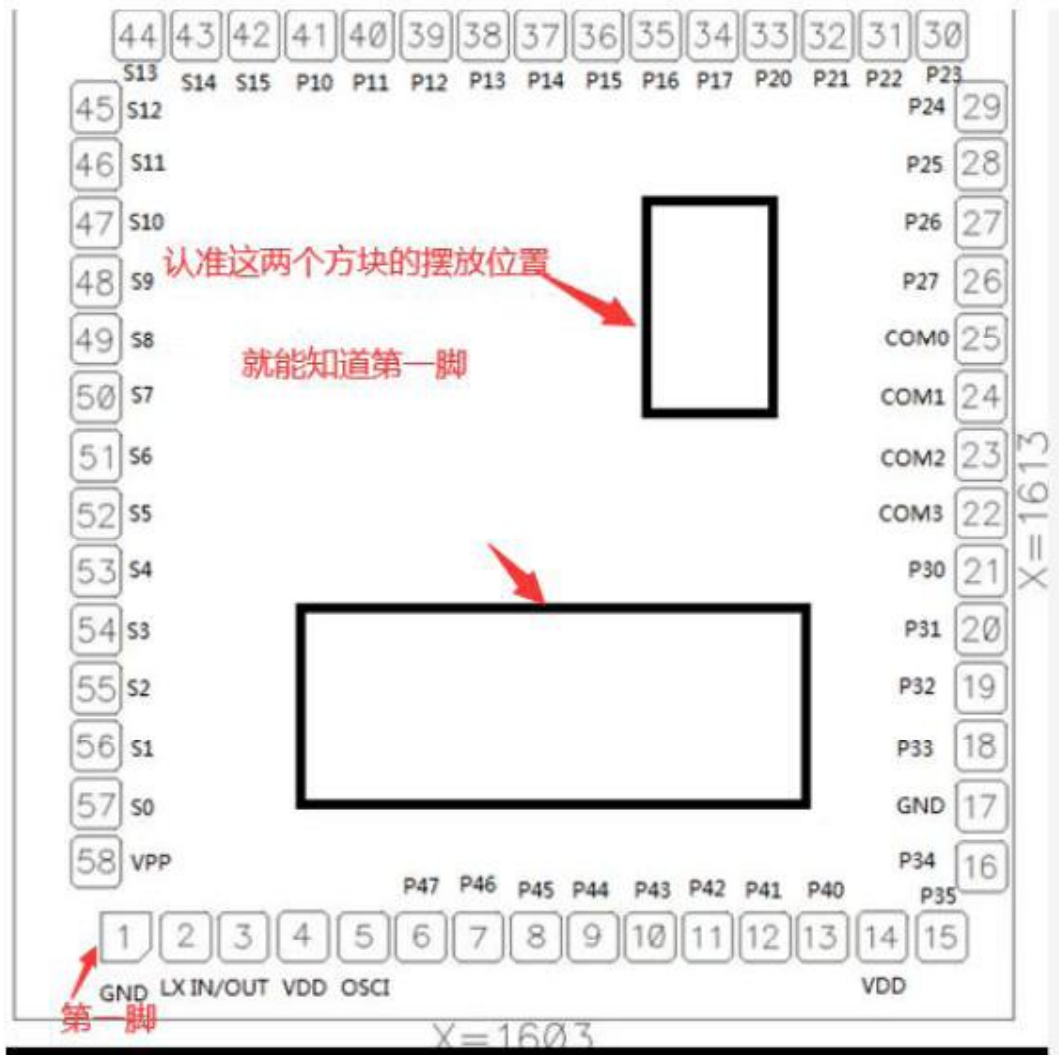 44 43 42 41 40 39 38 37 36 35 34 33 32 31 30
S13 S14 S15 P10 P11 P12 P13 P14 P15 P16 P17 P20 P21 P22 P23
45 S12 P24 29
46 S11 P25 28
47 S10 P26 27
认准这两个方块的摆放位置
48 S9 P27 26
49 S8 COM0 25
就能知道第一脚
50 S7 COM1 24
51 S6 COM2 23
52 S5 COM3 22
X=1613
53 S4 P30 21
54 S3 P31 20
55 S2 P32 19
56 S1 P33 18
57 S0 GND 17
58 VPP P34 16
P47 P46 P45 P44 P43 P42 P41 P40 P35
1 2 3 4 5 6 7 8 9 10 11 12 13 14 15
GND LX IN/OUT VDD OSCI VDD
第一脚
X=1603